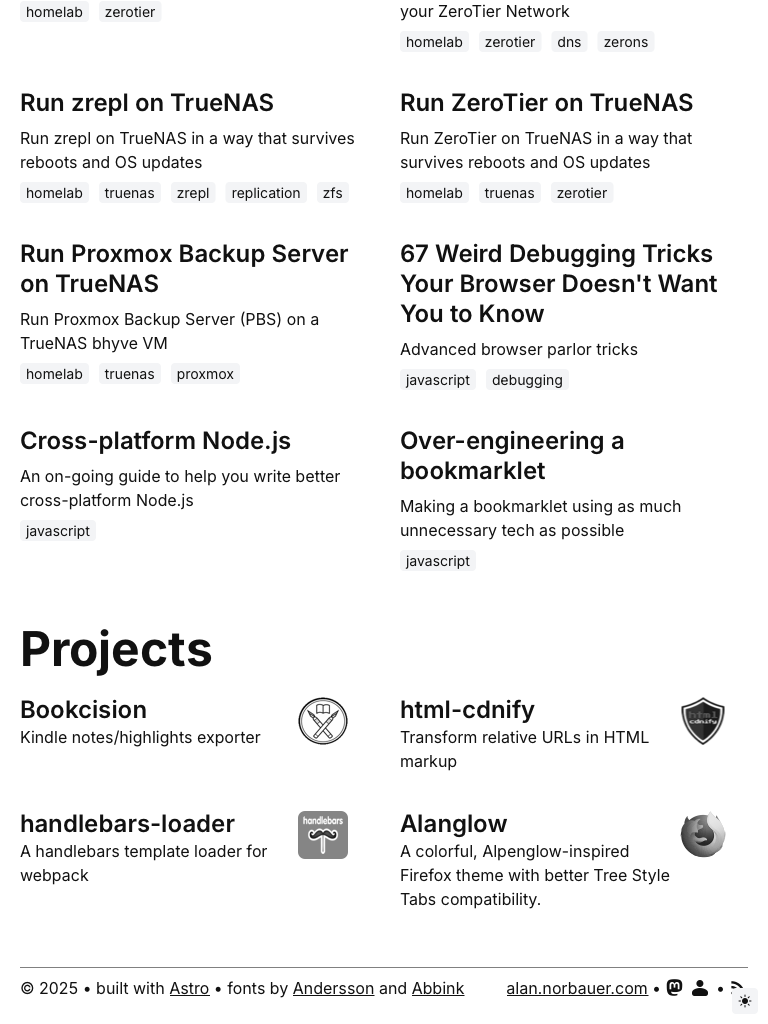 homelab zerotier
your ZeroTier Network
homelab zerotier dns zerons
Run zrepl on TrueNAS
Run zrepl on TrueNAS in a way that survives
reboots and OS updates
homelab truenas zrepl replication zfs
Run ZeroTier on TrueNAS
Run ZeroTier on TrueNAS in a way that
survives reboots and OS updates
homelab truenas zerotier
Run Proxmox Backup Server
on TrueNAS
Run Proxmox Backup Server (PBS) on a
TrueNAS bhyve VM
homelab truenas proxmox
67 Weird Debugging Tricks
Your Browser Doesn't Want
You to Know
Advanced browser parlor tricks
javascript debugging
Cross-platform Node.js
An on-going guide to help you write better
cross-platform Node.js
javascript
Over-engineering a
bookmarklet
Making a bookmarklet using as much
unnecessary tech as possible
javascript
Projects
Bookcision
Kindle notes/highlights exporter
html-cdnify
Transform relative URLs in HTML
markup
html
cdnify
handlebars-loader
A handlebars template loader for
webpack
handlebars
Alanglow
A colorful, Alpenglow-inspired
Firefox theme with better Tree Style
Tabs compatibility.
© 2025 • built with Astro • fonts by Andersson and Abbink
alan.norbauer.com • •